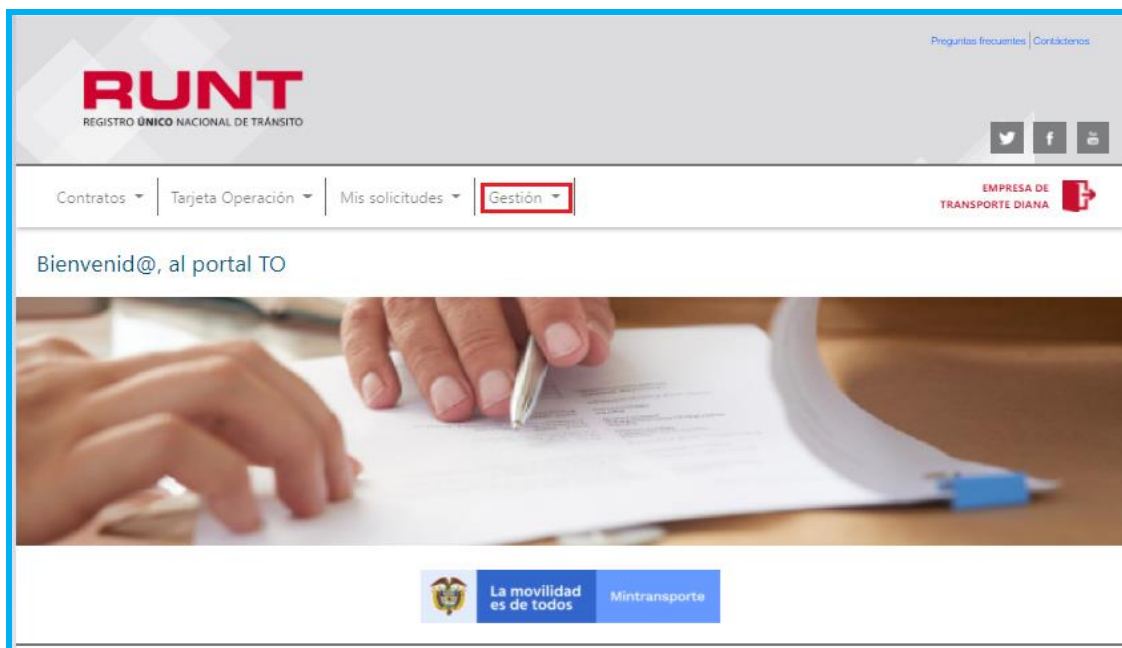 Preguntas frecuentes | Contáctenos
RUNT
REGISTRO ÚNICO NACIONAL DE TRÁNSITO
Contratos
Tarjeta Operación
Mis solicitudes
Gestión
EMPRESA DE
TRANSPORTE DIANA
Bienvenid@, al portal TO
La movilidad
es de todos
Mintransporte